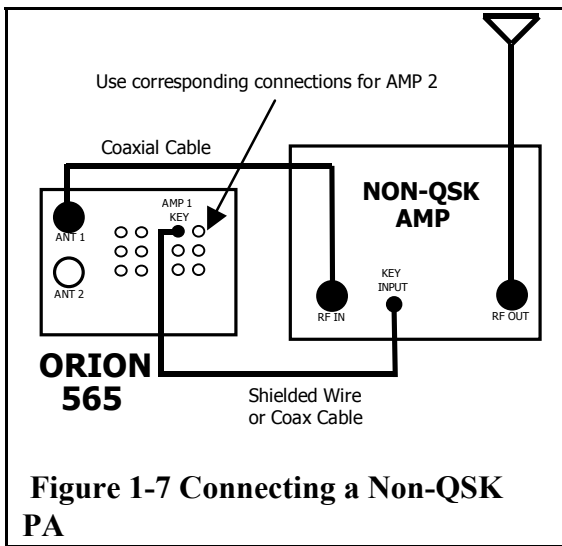 Use corresponding connections for AMP 2
Coaxial Cable
AMP 1
KEY
ANT 1
ANT 2
NON-QSK
AMP
KEY
INPUT
RF IN
RF OUT
ORION
565
Shielded Wire
or Coax Cable
Figure 1-7 Connecting a Non-QSK
PA